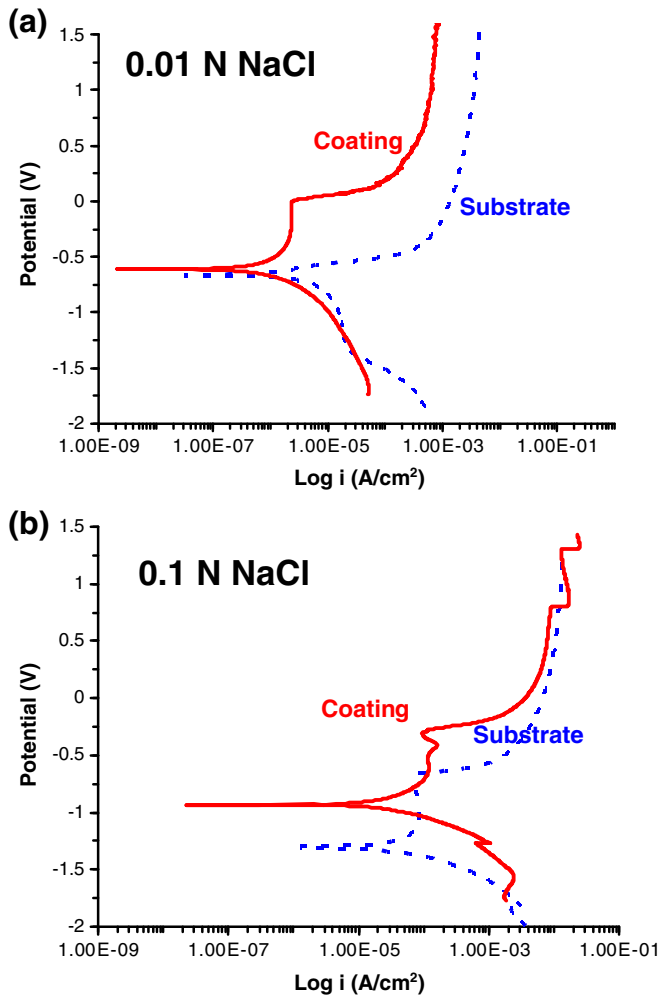 (a)
0.01 N NaCl
Coating
Substrate
Potential (V)
1.5
1
0.5
0
-0.5
-1
-1.5
-2
1.00E-09 1.00E-07 1.00E-05 1.00E-03 1.00E-01
Log i (A/cm²)
(b)
0.1 N NaCl
Coating
Substrate
Potential (V)
1.5
1
0.5
0
-0.5
-1
-1.5
-2
1.00E-09 1.00E-07 1.00E-05 1.00E-03 1.00E-01
Log i (A/cm²)